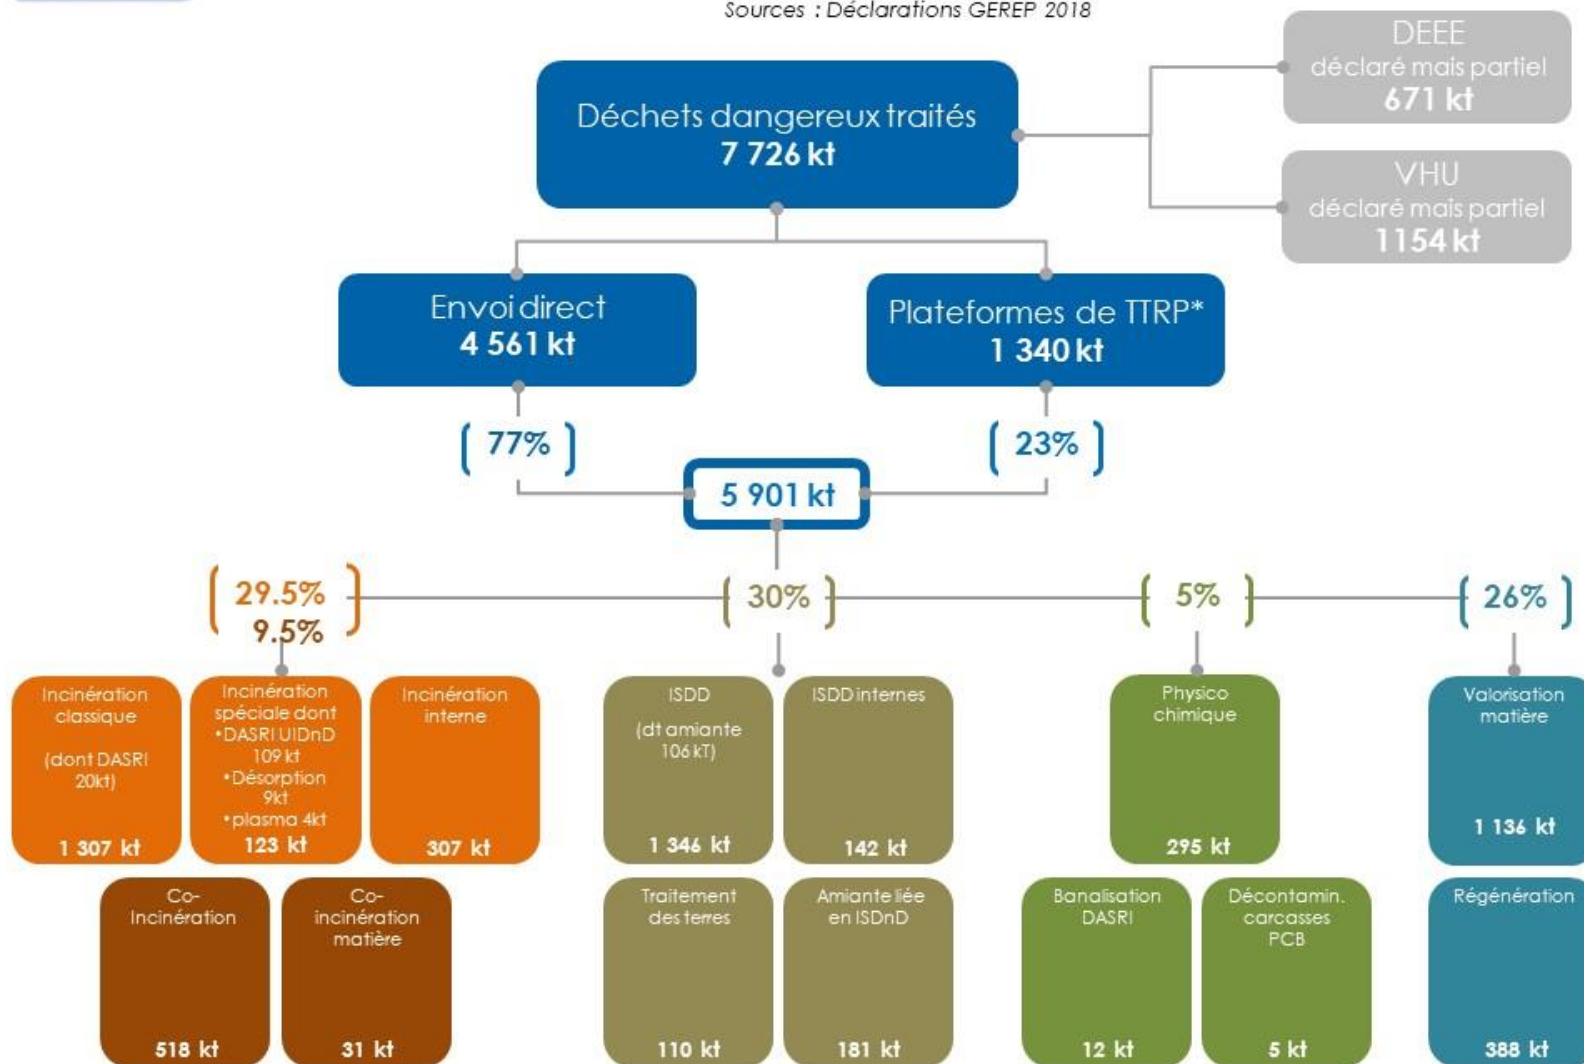 Sources : Déclarations GEREP 2018
DEEE
déclaré mais partiel
671 kt
Déchets dangereux traités
7 726 kt
VHU
déclaré mais partiel
1154 kt
Envoi direct
4 561 kt
Plateformes de TTRP*
1 340 kt
77%
23%
5 901 kt
29.5%
9.5%
30%
5%
26%
Incinération
classique
(dont DASRI
20kt)
1 307 kt
Incinération
spéciale dont
•DASRI UIDnD
109 kt
•Désorption
9kt
•plasma 4kt
123 kt
Incinération
interne
307 kt
ISDD
(dt amiante
106 kT)
1 346 kt
ISDD internes
142 kt
Physico
chimique
295 kt
Valorisation
matière
1 136 kt
Co-
Incinération
518 kt
Co-
incinération
matière
31 kt
Traitement
des terres
110 kt
Amiante liée
en ISDnD
181 kt
Banalisation
DASRI
12 kt
Décontamin.
carcasses
PCB
5 kt
Régénération
388 kt